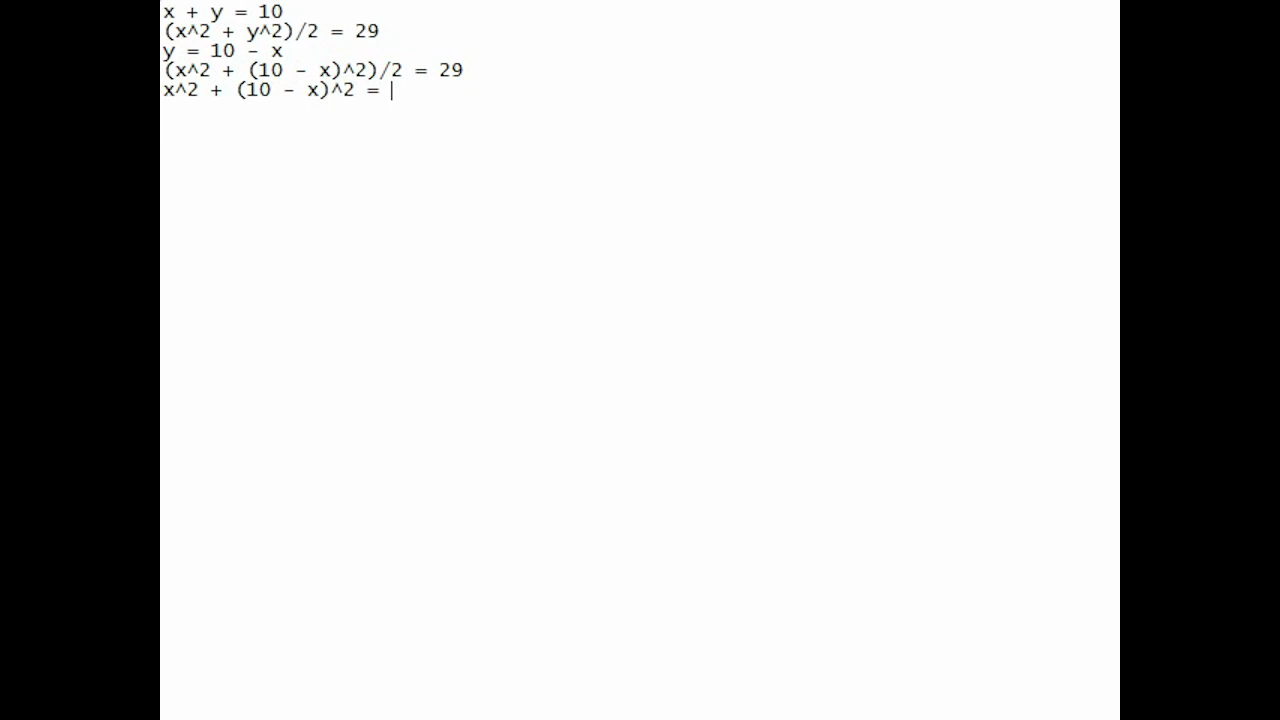 x + y = 10
(x^2 + y^2)/2 = 29
y = 10 - x
(x^2 + (10 - x)^2)/2 = 29
x^2 + (10 - x)^2 =